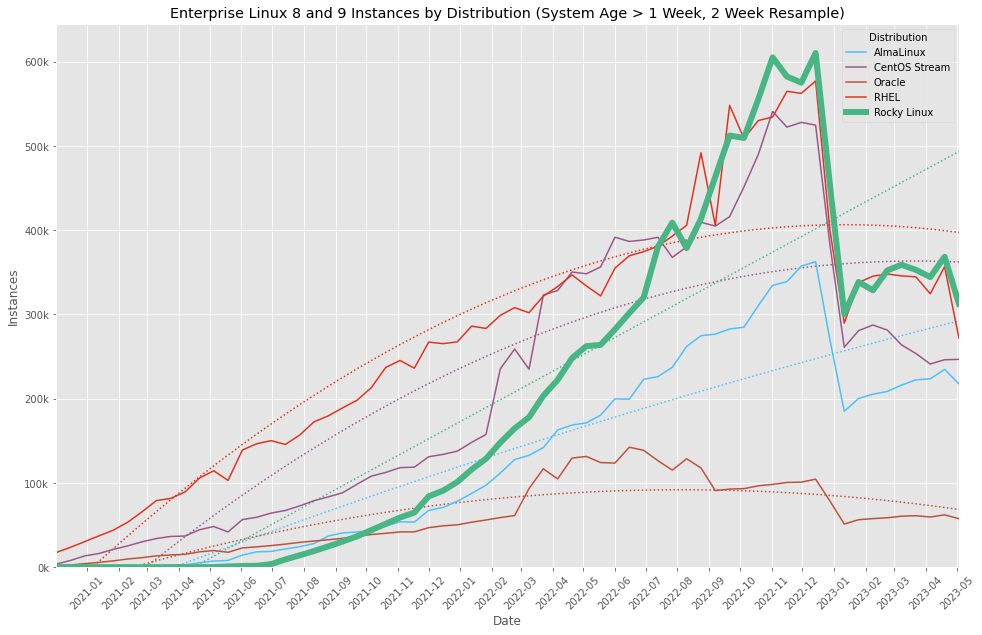 Enterprise Linux 8 and 9 Instances by Distribution (System Age > 1 Week, 2 Week Resample)
Distribution
AlmaLinux
CentOS Stream
Oracle
RHEL
Rocky Linux
Instances
600k
500k
400k
300k
200k
100k
0k
2021-01
2021-02
2021-03
2021-04
2021-05
2021-06
2021-07
2021-08
2021-09
2021-10
2021-11
2021-12
2022-01
2022-02
2022-03
2022-04
2022-05
2022-06
2022-07
2022-08
2022-09
2022-10
2022-11
2022-12
2023-01
2023-02
2023-03
2023-04
2023-05
Date